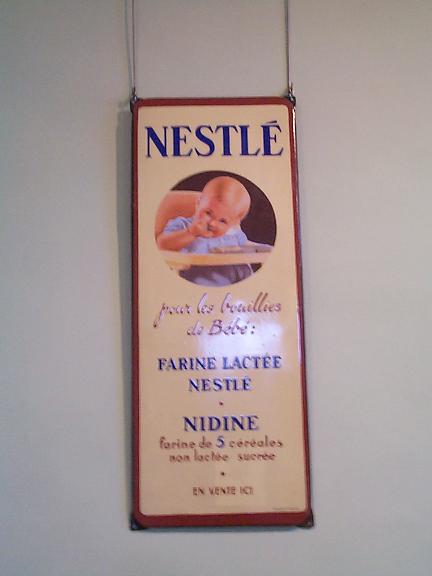 NESTLÉ
pour les bouillies
de Bébé:
FARINE LACTÉE
NESTLÉ
NIDINE
farine de 5 céréales
non lactée sucrée
EN VENTE ICI